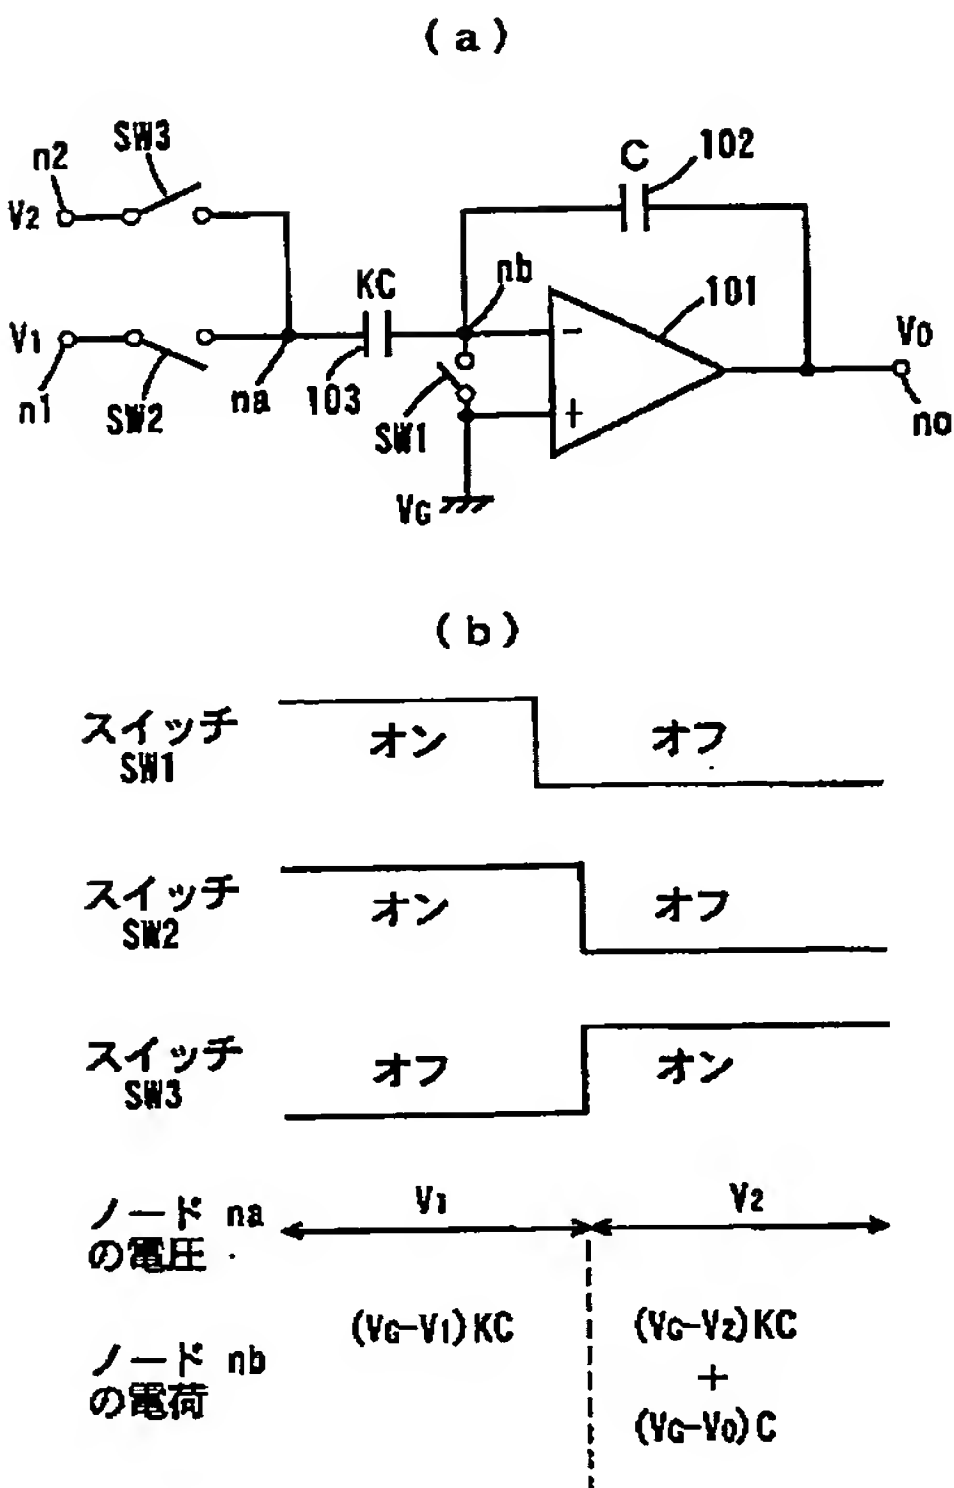 (a)
SW3
n2
V2
C
102
KC
nb
101
V1
VO
n1
SW2
na
103
SW1
+
no
VG
(b)
スイッチ
SW1
オン
オフ
スイッチ
SW2
オン
オフ
スイッチ
SW3
オフ
オン
ノード na
の電圧
V1
V2
ノード nb
の電荷
(VG-V1)KC
(VG-V2)KC
+
(VG-VO)C